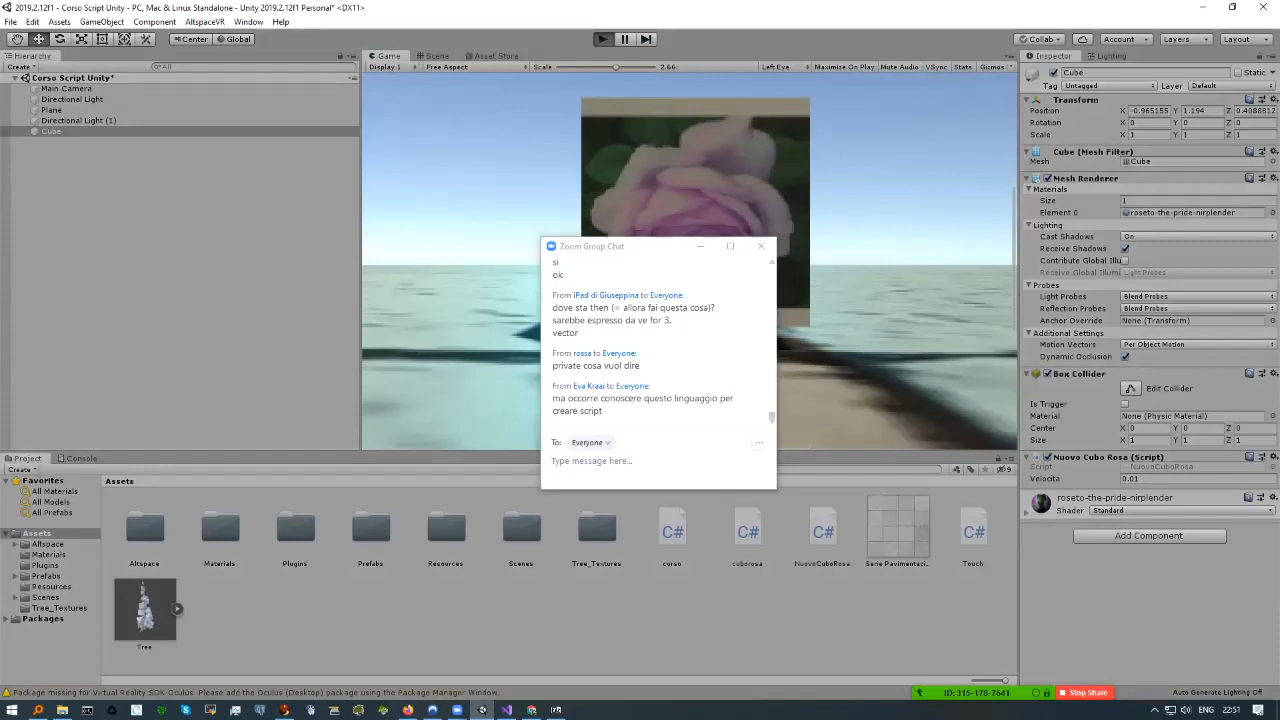 2019.2.12f1 - Corso Script Unity - PC, Mac & Linux Standalone - Unity 2019.2.12f1 Personal* <DX11>
File Edit Assets GameObject Component AltspaceVR Window Help
Center Global Collab Account Layers Layout
Hierarchy
Create All
Corso Script Unity*
Main Camera
Directional Light
Plane
Directional Light (1)
Cube
Game Scene Asset Store
Display 1 Free Aspect Scale 2.66 Left Eye Maximize On Play Mute Audio VSync Stats Gizmos
Zoom Group Chat
si
ok
From iPad di Giuseppina to Everyone:
dove sta then (= allora fai questa cosa)?
sarebbe espresso da ve for 3.
vector
From rossa to Everyone:
private cosa vuol dire
From Eva Kraai to Everyone:
ma occorre conoscere questo linguaggio per
creare script
To: Everyone ...
Type message here...
Inspector Lighting
Cube Static
Tag Untagged Layer Default
Transform
Position X -0.965155 Y 1.194 Z 0.4088812
Rotation X 0 Y 0 Z 0
Scale X 1 Y 1 Z 1
Cube (Mesh Filter)
Mesh Cube
Mesh Renderer
Materials
Size 1
Element 0 roseto-the-pride-nirplender
Lighting
Cast Shadows On
Receive Shadows
Contribute Global Illu
Receive Global Illumi Light Probes
Probes
Light Probes Blend Probes
Reflection Probes Blend Probes
Anchor Override None (Transform)
Additional Settings
Motion Vectors Per Object Motion
Dynamic Occlusion
Box Collider
Edit Collider
Is Trigger
Material None (Physic Material)
Center X 0 Y 0 Z 0
Size X 1 Y 1 Z 1
Nuovo Cubo Rosa (Script)
Script NuovoCuboRosa
Velocita 0.01
roseto-the-pride-nirplender
Shader Standard
Add Component
Project Console
Create 9
Favorites
All Materials
All Models
All Prefabs
Assets
Altspace
Materials
Plugins
Prefabs
Resources
Scenes
Tree_Textures
Packages
Assets
C# C# C# C#
Altspace Materials Plugins Prefabs Resources Scenes Tree_Textures corso cuborosa NuovoCuboRosa Serie Pavimentazi... Touch
Tree
Package missing for Virtual Reality SDK Oculus. Please add the Oculus (Desktop) package using the Package Manager Window.
ID: 315-178-7641 Stop Share Auto Generate Lighting Off
ENG 22:51